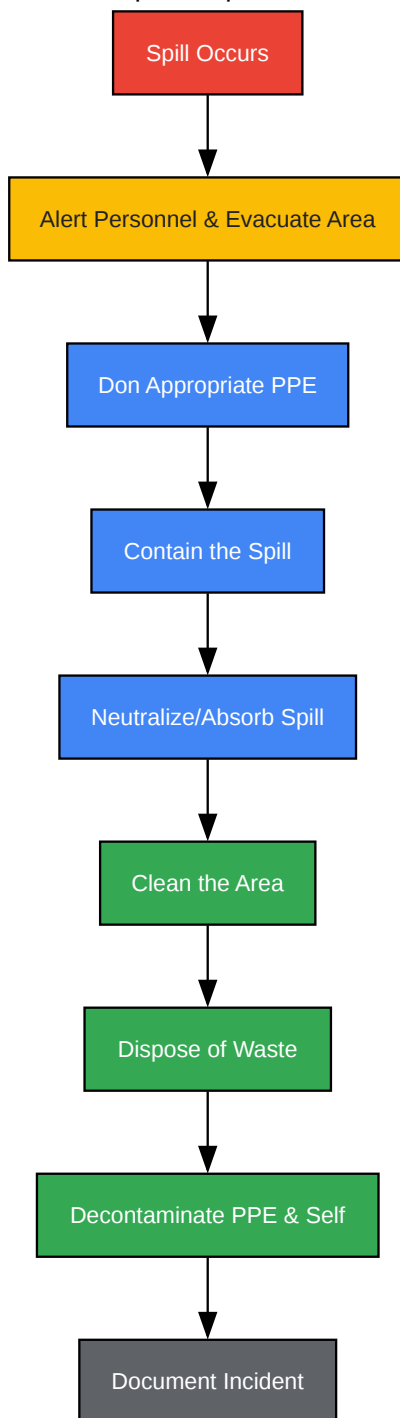 Spill Occurs
Alert Personnel & Evacuate Area
Don Appropriate PPE
Contain the Spill
Neutralize/Absorb Spill
Clean the Area
Dispose of Waste
Decontaminate PPE & Self
Document Incident